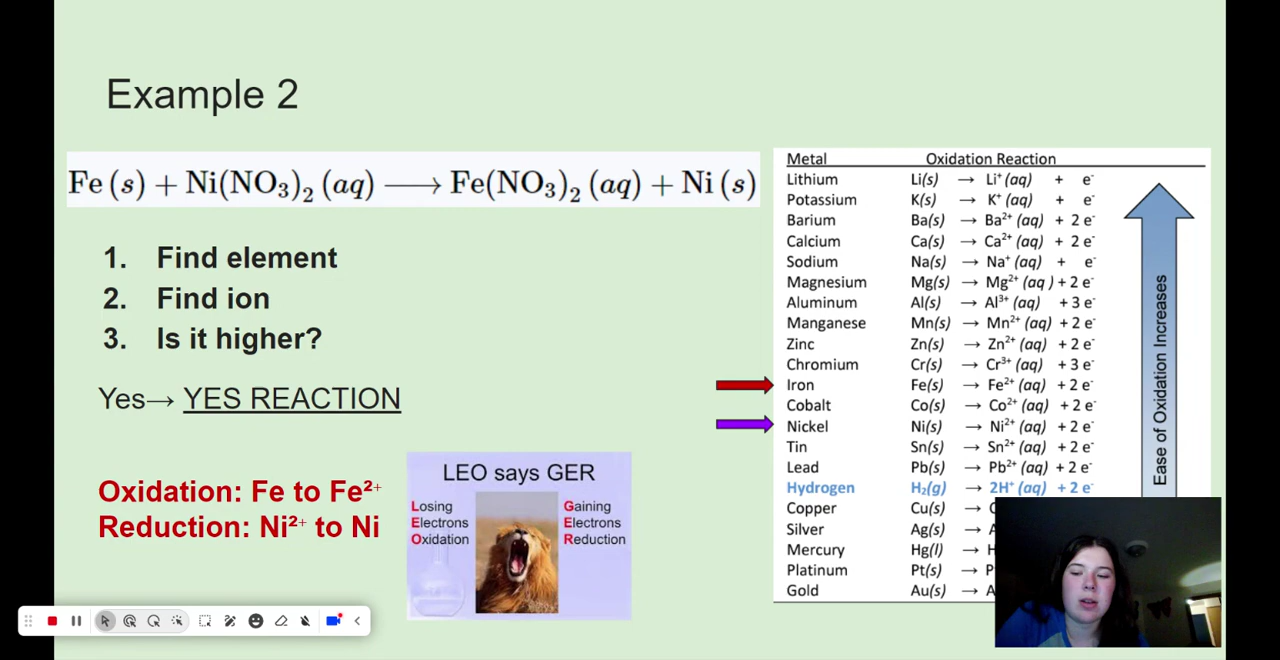 Example 2
Fe (s) + Ni(NO₃)₂ (aq) ⟶ Fe(NO₃)₂ (aq) + Ni (s)
1. Find element
2. Find ion
3. Is it higher?
Yes→ YES REACTION
Oxidation: Fe to Fe²⁺
Reduction: Ni²⁺ to Ni
LEO says GER
Losing
Electrons
Oxidation
Gaining
Electrons
Reduction
Metal Oxidation Reaction
Lithium Li(s) → Li⁺ (aq) + e⁻
Potassium K(s) → K⁺ (aq) + e⁻
Barium Ba(s) → Ba²⁺ (aq) + 2 e⁻
Calcium Ca(s) → Ca²⁺ (aq) + 2 e⁻
Sodium Na(s) → Na⁺ (aq) + e⁻
Magnesium Mg(s) → Mg²⁺ (aq ) + 2 e⁻
Aluminum Al(s) → Al³⁺ (aq) + 3 e⁻
Manganese Mn(s) → Mn²⁺ (aq) + 2 e⁻
Zinc Zn(s) → Zn²⁺ (aq) + 2 e⁻
Chromium Cr(s) → Cr³⁺ (aq) + 3 e⁻
Iron Fe(s) → Fe²⁺ (aq) + 2 e⁻
Cobalt Co(s) → Co²⁺ (aq) + 2 e⁻
Nickel Ni(s) → Ni²⁺ (aq) + 2 e⁻
Tin Sn(s) → Sn²⁺ (aq) + 2 e⁻
Lead Pb(s) → Pb²⁺ (aq) + 2 e⁻
Hydrogen H₂(g) → 2H⁺ (aq) + 2 e⁻
Copper Cu(s) →
Silver Ag(s) →
Mercury Hg(l) →
Platinum Pt(s) →
Gold Au(s) →
Ease of Oxidation Increases